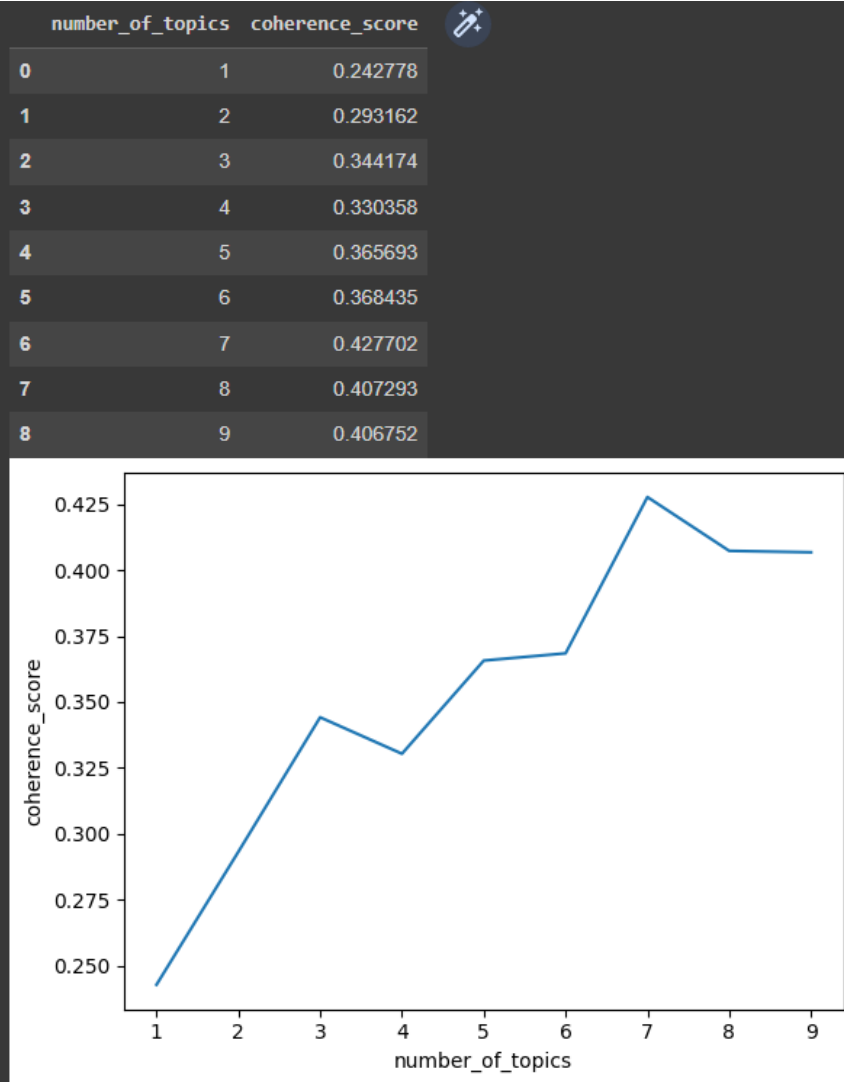 number_of_topics coherence_score
0 1 0.242778
1 2 0.293162
2 3 0.344174
3 4 0.330358
4 5 0.365693
5 6 0.368435
6 7 0.427702
7 8 0.407293
8 9 0.406752
0.425
0.400
0.375
0.350
0.325
0.300
0.275
0.250
coherence_score
1 2 3 4 5 6 7 8 9
number_of_topics